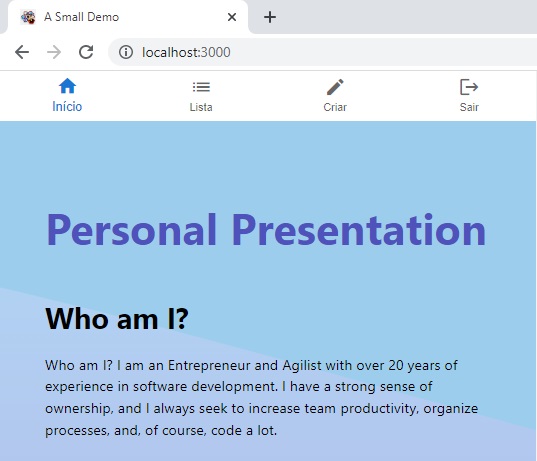 A Small Demo
localhost:3000
Início Lista Criar Sair
Personal Presentation
Who am I?
Who am I? I am an Entrepreneur and Agilist with over 20 years of
experience in software development. I have a strong sense of
ownership, and I always seek to increase team productivity, organize
processes, and, of course, code a lot.